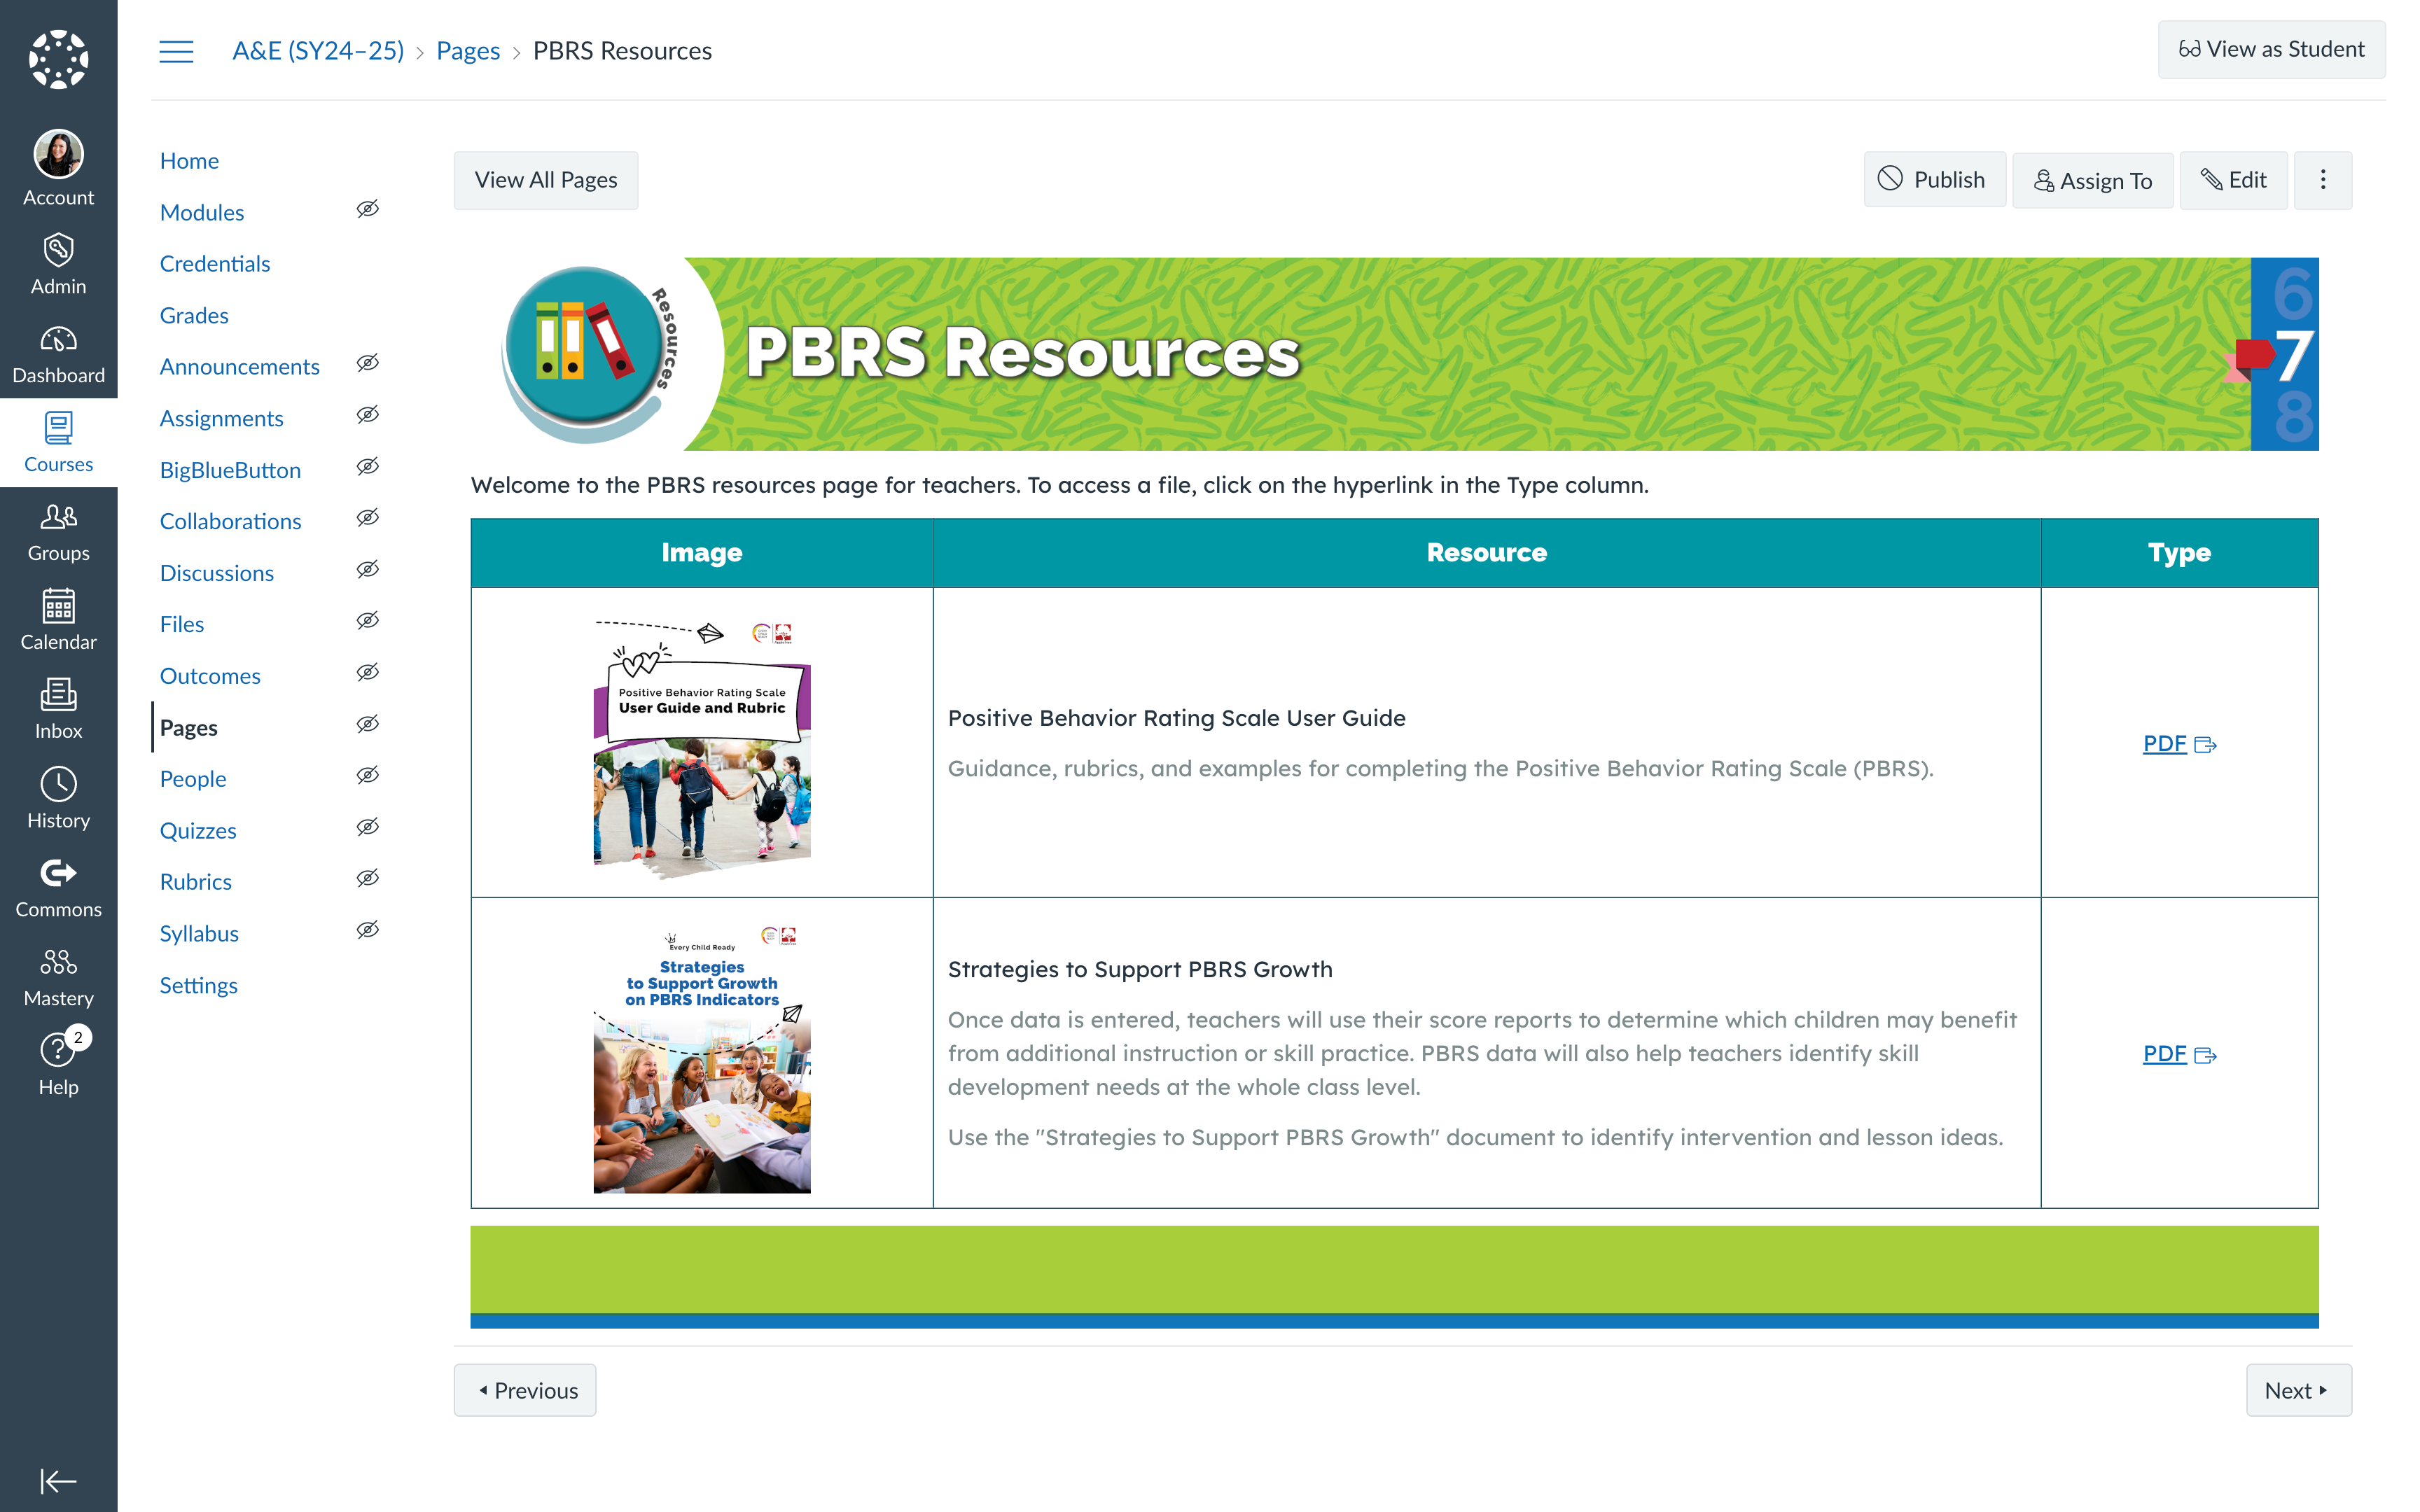 A&E (SY24–25) › Pages › PBRS Resources
View as Student
Account
Admin
Dashboard
Courses
Groups
Calendar
Inbox
History
Commons
Mastery
2
Help
Home
Modules
Credentials
Grades
Announcements
Assignments
BigBlueButton
Collaborations
Discussions
Files
Outcomes
Pages
People
Quizzes
Rubrics
Syllabus
Settings
View All Pages
Publish
Assign To
Edit
Resources
PBRS Resources
6
7
8
Welcome to the PBRS resources page for teachers. To access a file, click on the hyperlink in the Type column.
Image Resource Type
Positive Behavior Rating Scale
User Guide and Rubric
Positive Behavior Rating Scale User Guide
Guidance, rubrics, and examples for completing the Positive Behavior Rating Scale (PBRS).
PDF
Every Child Ready
Strategies
to Support Growth
on PBRS Indicators
Strategies to Support PBRS Growth
Once data is entered, teachers will use their score reports to determine which children may benefit
from additional instruction or skill practice. PBRS data will also help teachers identify skill
development needs at the whole class level.
Use the "Strategies to Support PBRS Growth" document to identify intervention and lesson ideas.
PDF
Previous
Next